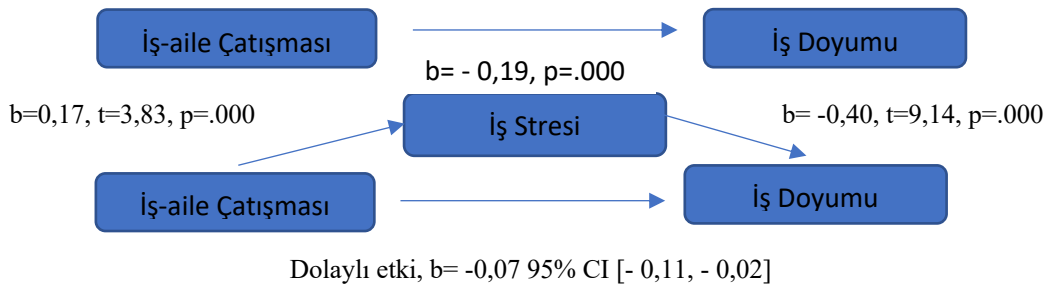 İş-aile Çatışması
İş Doyumu
b= - 0,19, p=.000
b=0,17, t=3,83, p=.000
İş Stresi
b= -0,40, t=9,14, p=.000
İş-aile Çatışması
İş Doyumu
Dolaylı etki, b= -0,07 95% CI [- 0,11, - 0,02]